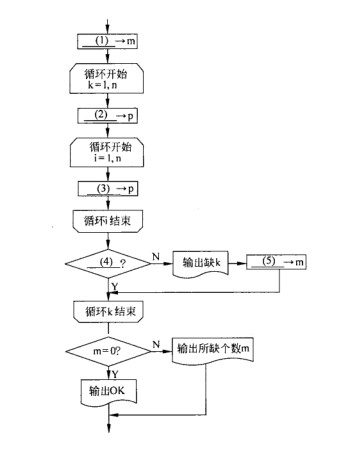 (1) →m
循环开始
k=1,n
(2) →p
循环开始
i=1,n
(3) →p
循环i结束
(4) ?
N
输出缺k
(5) →m
Y
循环k结束
m=0?
N
输出所缺个数m
Y
输出OK